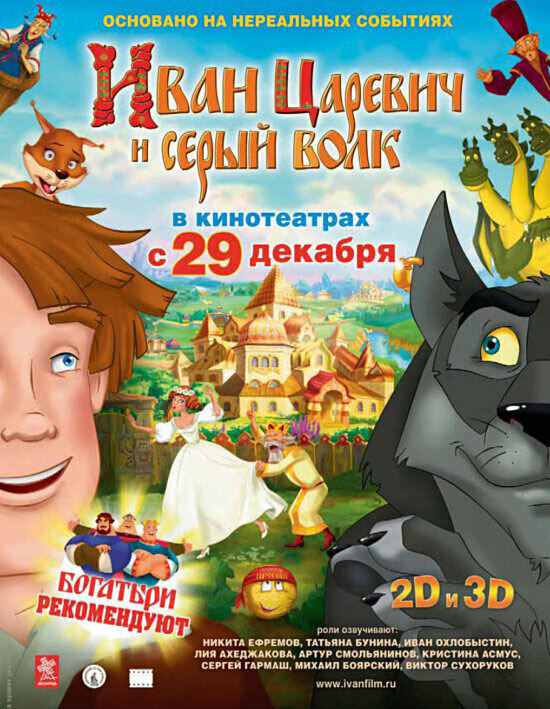 ОСНОВАНО НА НЕРЕАЛЬНЫХ СОБЫТИЯХ
Иван Царевич
и серый волк
в кинотеатрах
с 29 декабря
БОГАТЫРИ
РЕКОМЕНДУЮТ
2D и 3D
роли озвучивают:
НИКИТА ЕФРЕМОВ, ТАТЬЯНА БУНИНА, ИВАН ОХЛОБЫСТИН,
ЛИЯ АХЕДЖАКОВА, АРТУР СМОЛЬЯНИНОВ, КРИСТИНА АСМУС,
СЕРГЕЙ ГАРМАШ, МИХАИЛ БОЯРСКИЙ, ВИКТОР СУХОРУКОВ
www.ivanfilm.ru